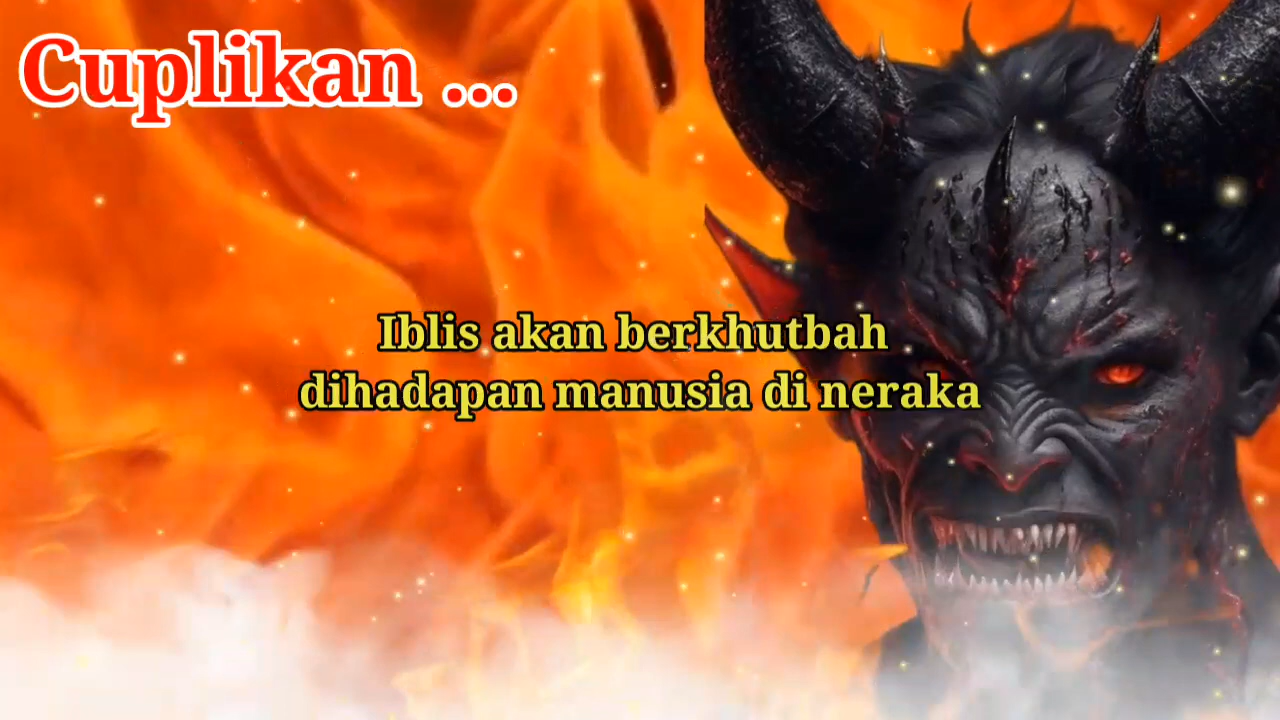 Cuplikan ...
Iblis akan berkhutbah
dihadapan manusia di neraka